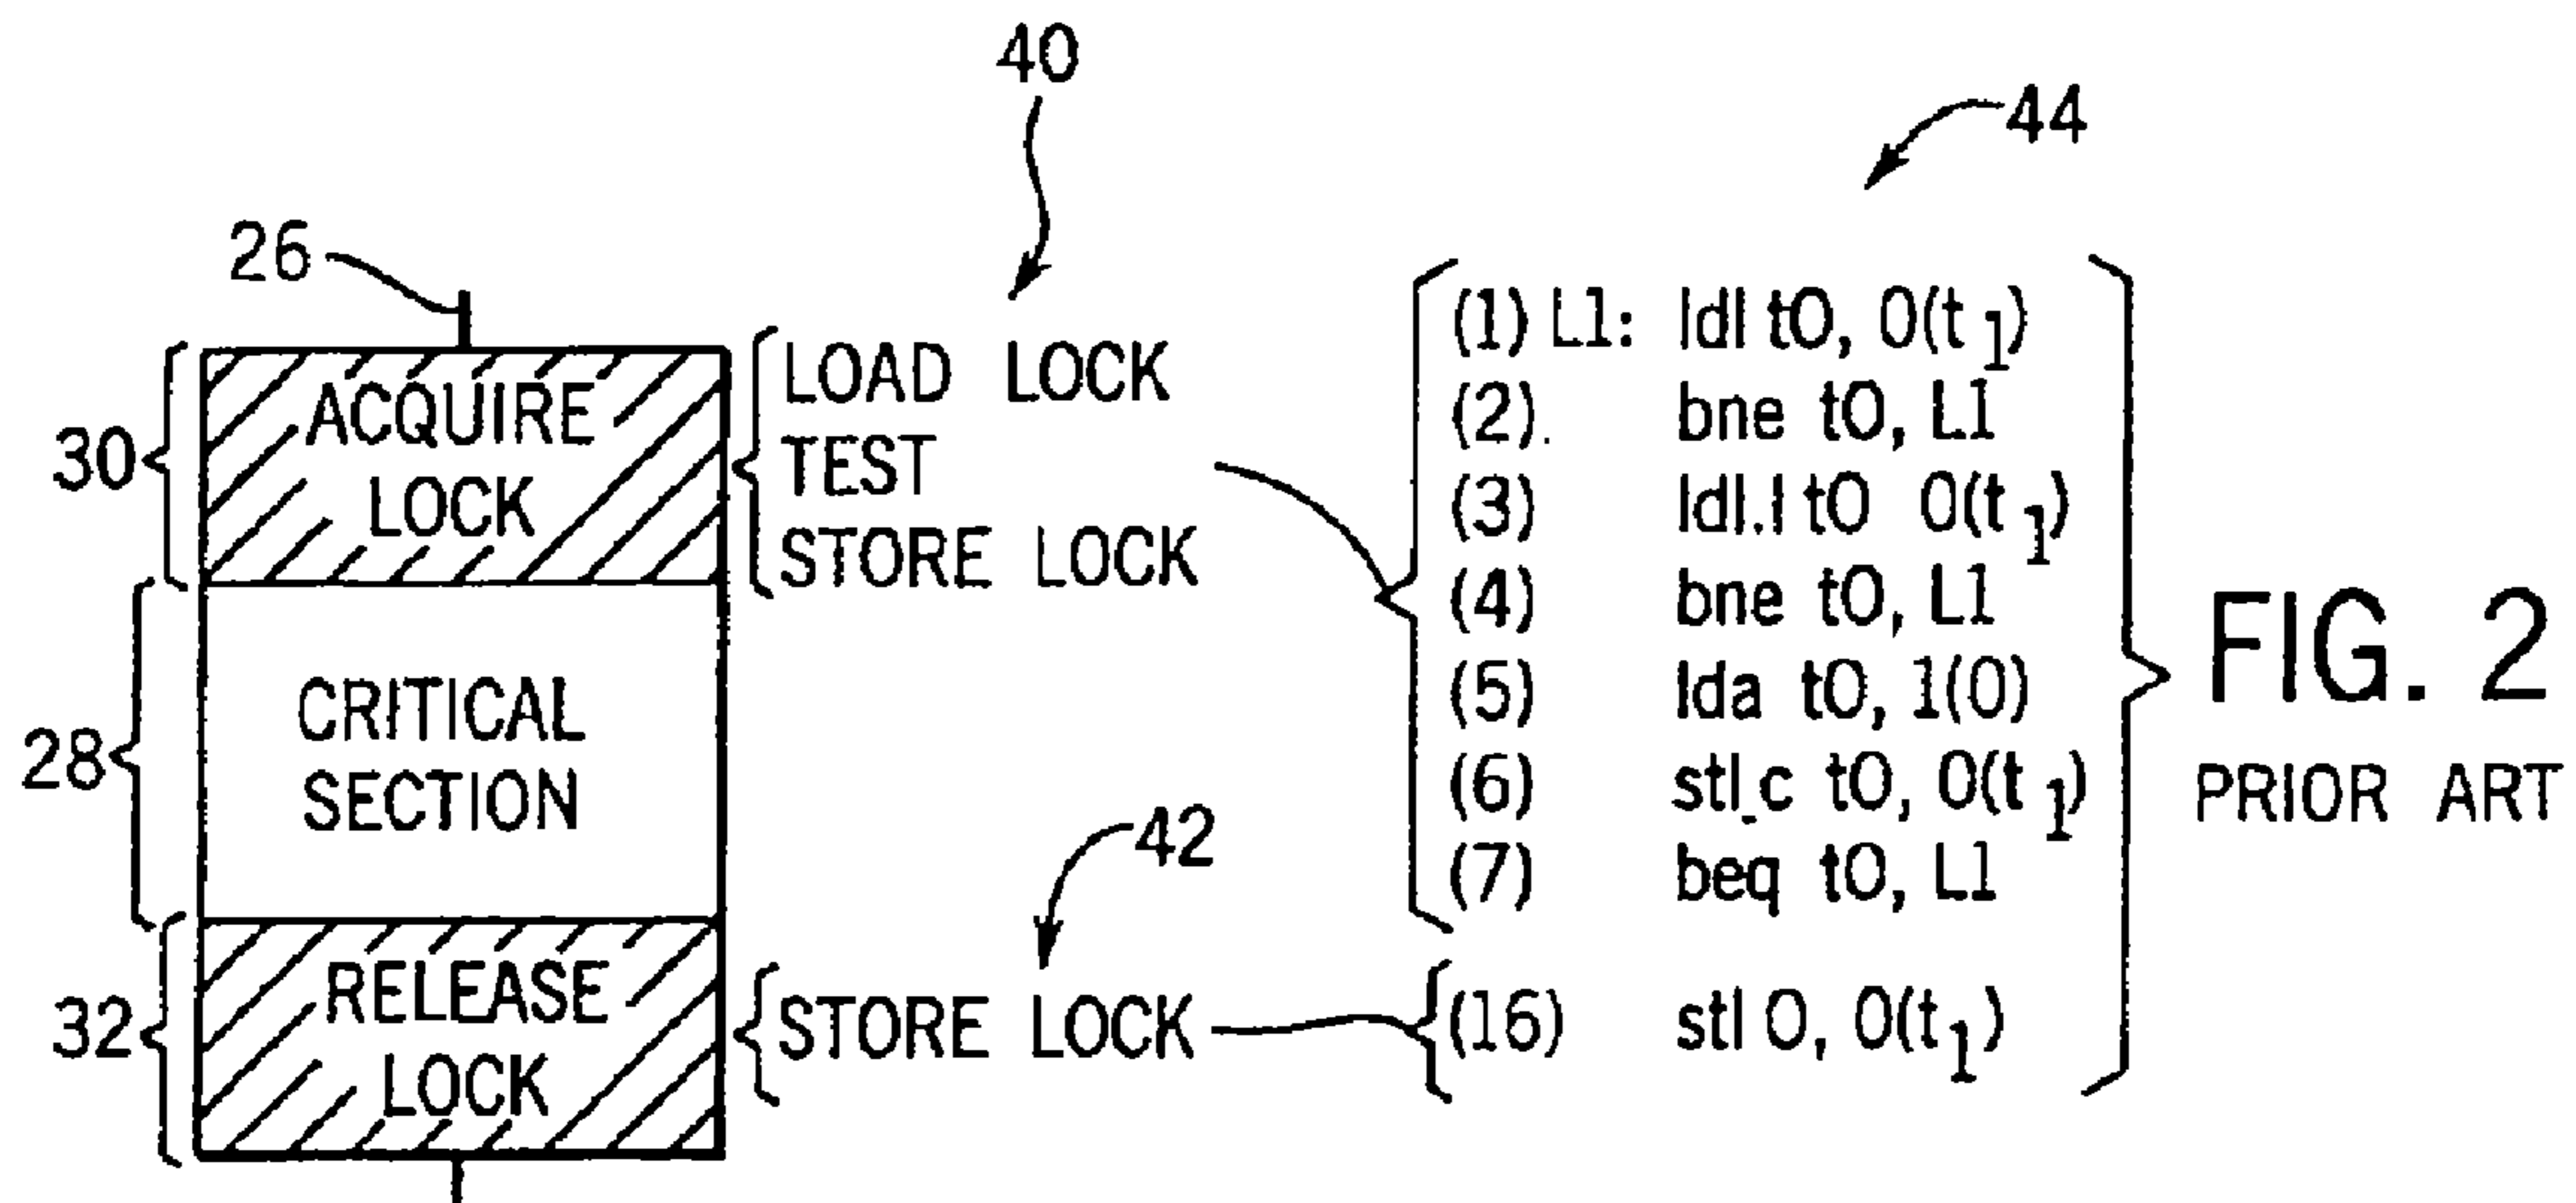 40
44
26
30
ACQUIRE
LOCK
LOAD LOCK
TEST
STORE LOCK
28
CRITICAL
SECTION
42
32
RELEASE
LOCK
STORE LOCK
(1) L1: ldl t0, 0(t1)
(2). bne t0, L1
(3) ldl.l t0 0(t1)
(4) bne t0, L1
(5) lda t0, 1(0)
(6) stl_c t0, 0(t1)
(7) beq t0, L1
(16) stl 0, 0(t1)
FIG. 2
PRIOR ART